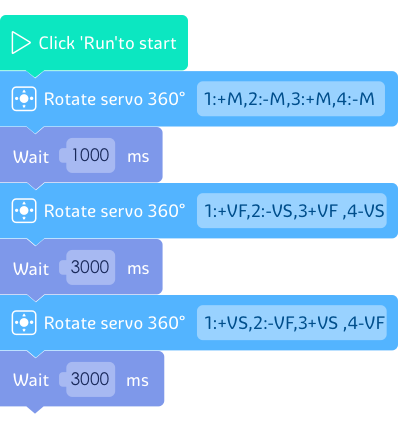 Click 'Run'to start
Rotate servo 360° 1:+M,2:-M,3:+M,4:-M
Wait 1000 ms
Rotate servo 360° 1:+VF,2:-VS,3+VF ,4-VS
Wait 3000 ms
Rotate servo 360° 1:+VS,2:-VF,3+VS ,4-VF
Wait 3000 ms